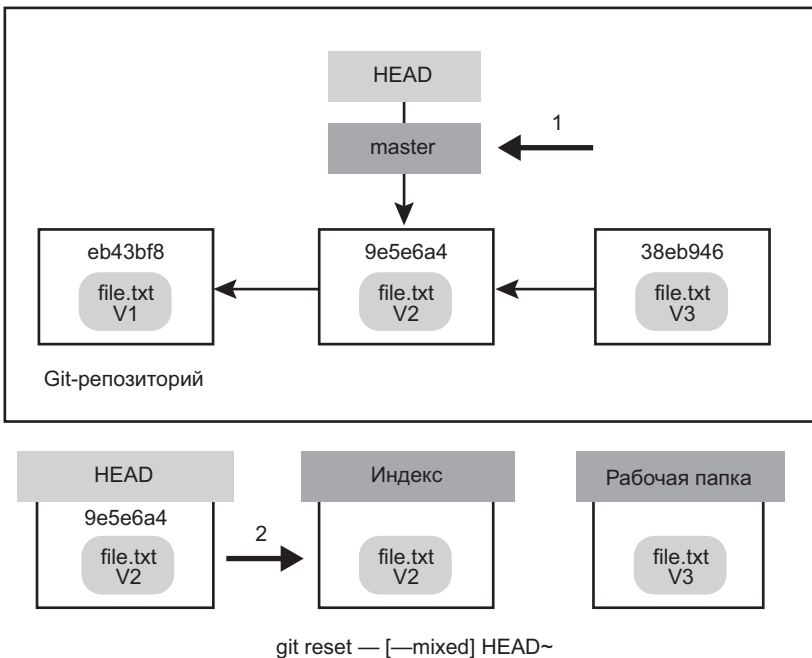 HEAD
master
1
eb43bf8
file.txt
V1
9e5e6a4
file.txt
V2
38eb946
file.txt
V3
Git-репозиторий
HEAD
9e5e6a4
file.txt
V2
2
Индекс
file.txt
V2
Рабочая папка
file.txt
V3
git reset — [—mixed] HEAD~